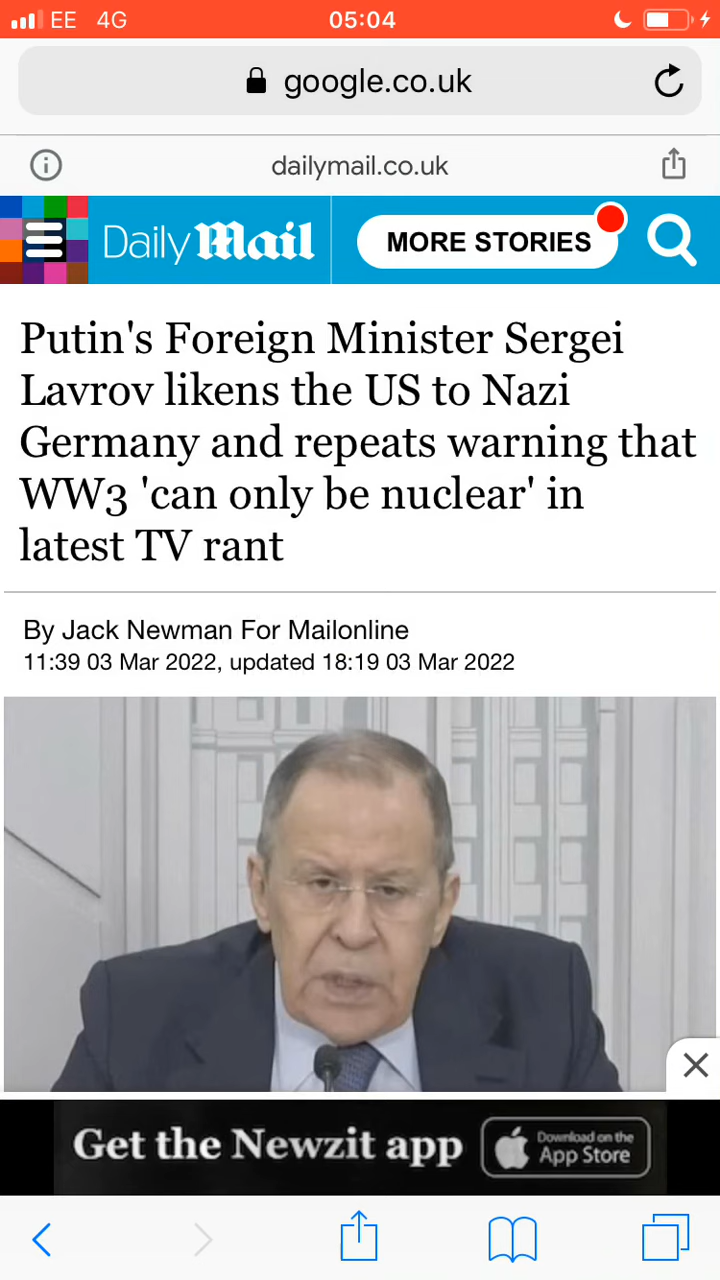 EE 4G 05:04
google.co.uk
dailymail.co.uk
Daily Mail MORE STORIES
Putin's Foreign Minister Sergei
Lavrov likens the US to Nazi
Germany and repeats warning that
WW3 'can only be nuclear' in
latest TV rant
By Jack Newman For Mailonline
11:39 03 Mar 2022, updated 18:19 03 Mar 2022
Get the Newzit app
Download on the
App Store